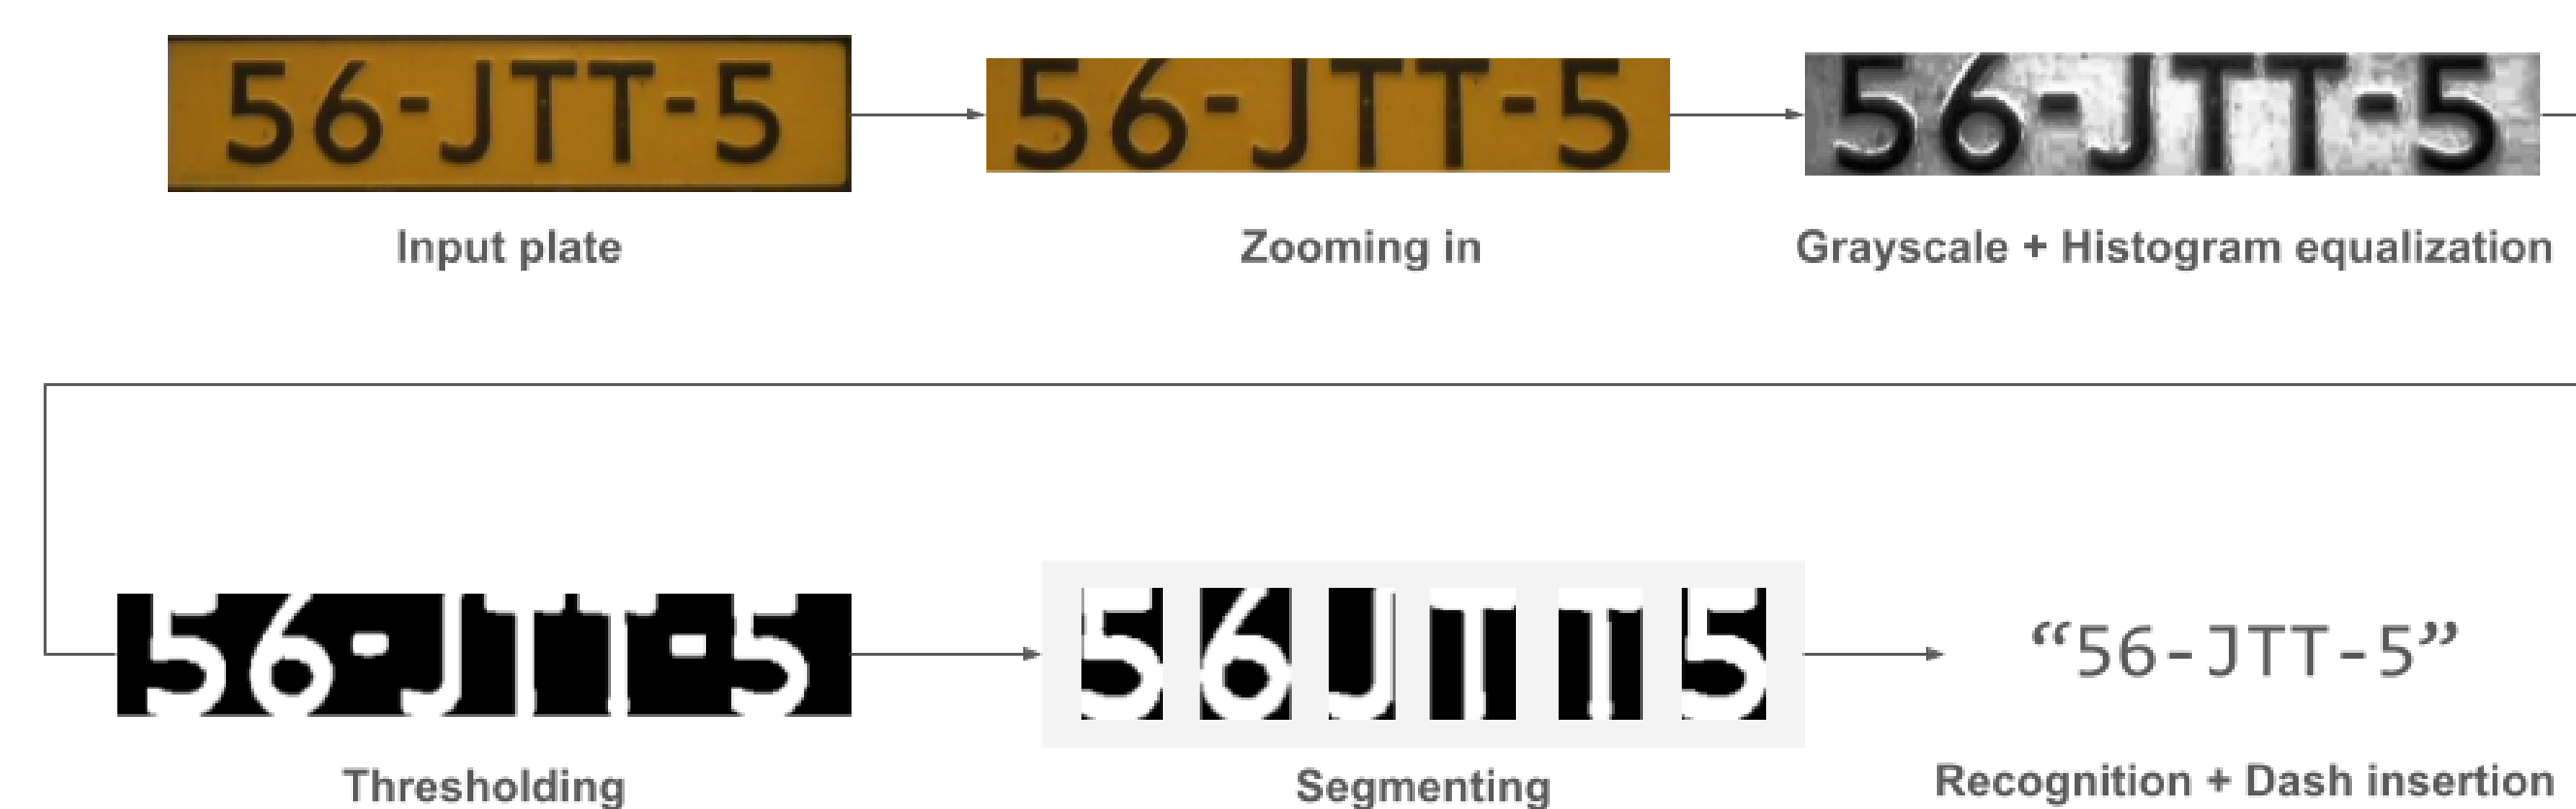 56-JTT-5
56-JTT-5
56-JTT-5
Input plate
Zooming in
Grayscale + Histogram equalization
56-JTT-5
5 6 J T T 5
“56-JTT-5”
Thresholding
Segmenting
Recognition + Dash insertion